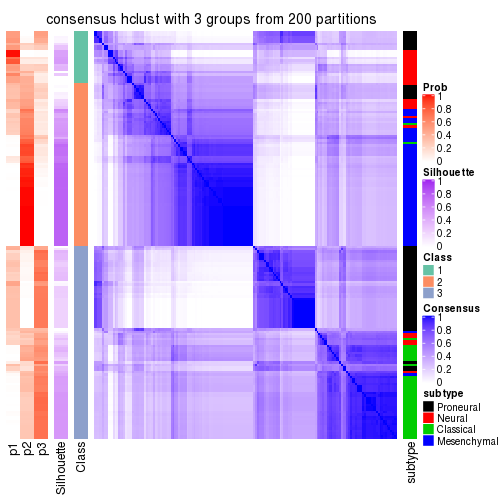 consensus hclust with 3 groups from 200 partitions
Prob
1
0.8
0.6
0.4
0.2
0
Silhouette
1
0.8
0.6
0.4
0.2
0
Class
1
2
3
Consensus
1
0.8
0.6
0.4
0.2
0
subtype
Proneural
Neural
Classical
Mesenchymal
p1
p2
p3
Silhouette
Class
subtype